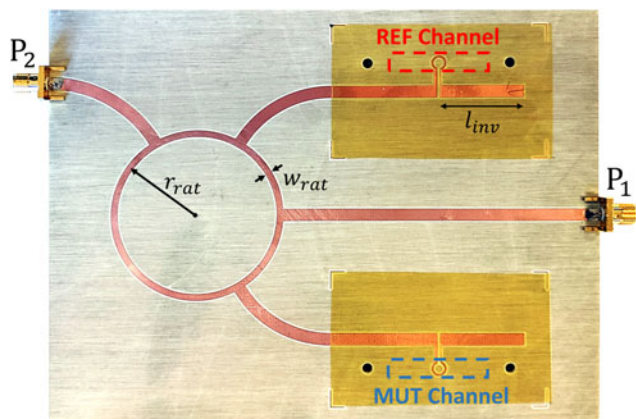 REF Channel
P2
l_inv
r_rat
w_rat
P1
MUT Channel